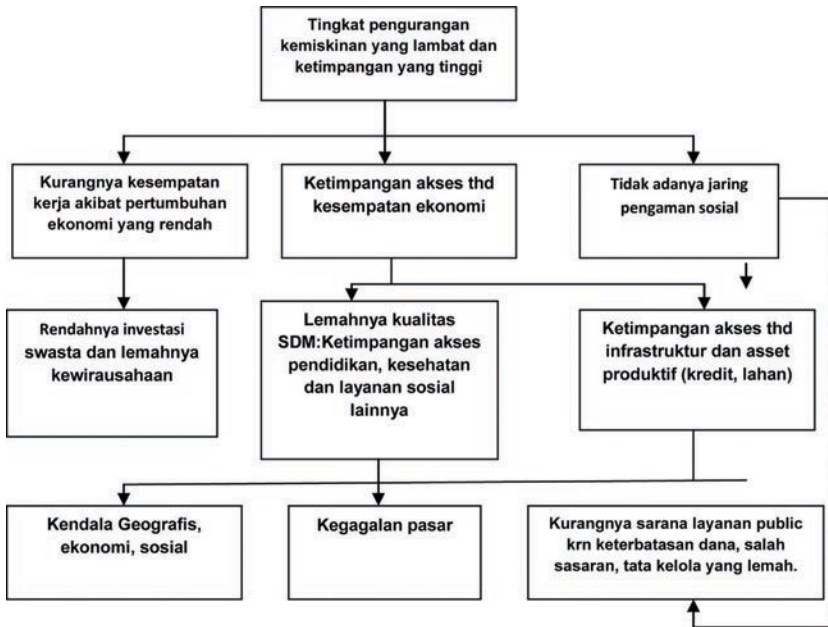 Tingkat pengurangan
kemiskinan yang lambat dan
ketimpangan yang tinggi
Kurangnya kesempatan
kerja akibat pertumbuhan
ekonomi yang rendah
Ketimpangan akses thd
kesempatan ekonomi
Tidak adanya jaring
pengaman sosial
Rendahnya investasi
swasta dan lemahnya
kewirausahaan
Lemahnya kualitas
SDM:Ketimpangan akses
pendidikan, kesehatan
dan layanan sosial
lainnya
Ketimpangan akses thd
infrastruktur dan asset
produktif (kredit, lahan)
Kendala Geografis,
ekonomi, sosial
Kegagalan pasar
Kurangnya sarana layanan public
krn keterbatasan dana, salah
sasaran, tata kelola yang lemah.